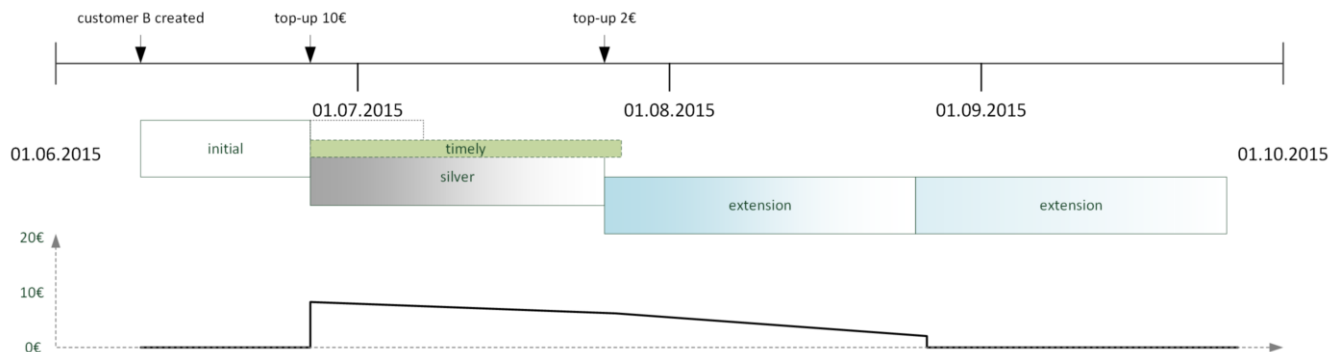 customer B created
top-up 10€
top-up 2€
01.07.2015
01.08.2015
01.09.2015
01.06.2015
initial
timely
01.10.2015
silver
extension
extension
20€
10€
0€